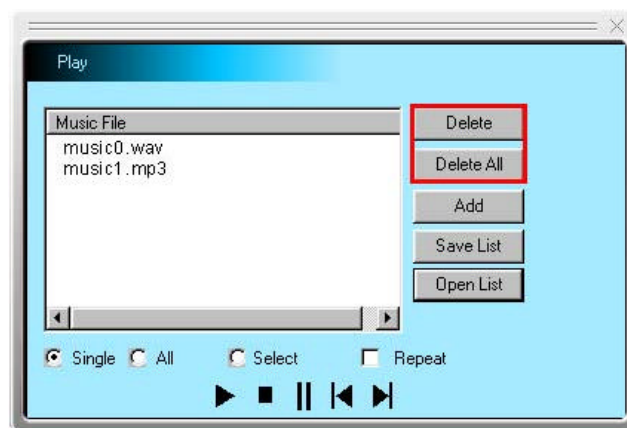 Play
Music File
music0.wav
music1.mp3
Delete
Delete All
Add
Save List
Open List
Single All Select Repeat